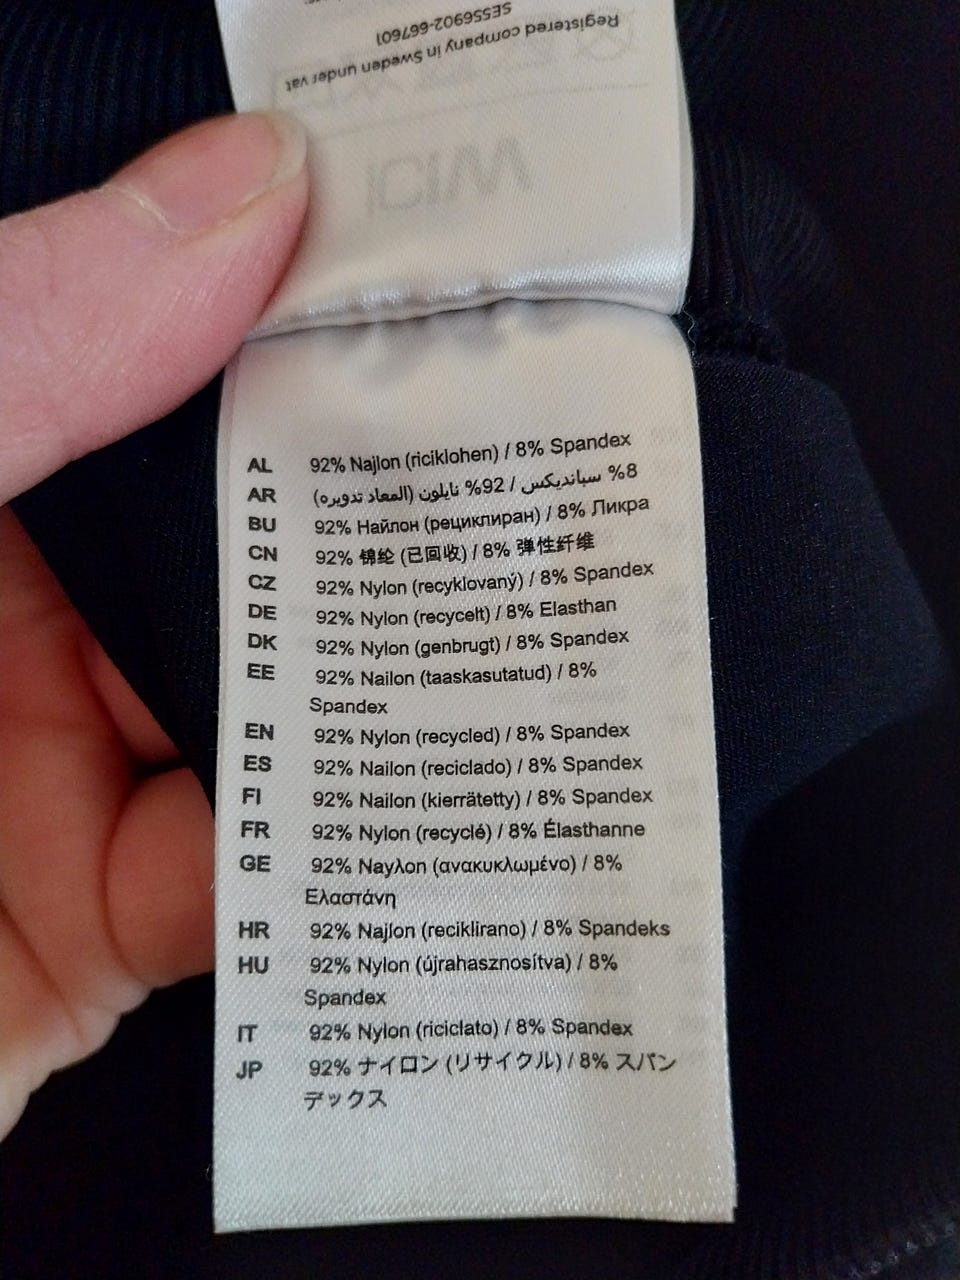 SE556902-667601
Registered company in Sweden under vat
AL 92% Najlon (riciklohen) / 8% Spandex
AR 8% سبانديكس / 92% نايلون (المعاد تدويره)
BU 92% Найлон (рециклиран) / 8% Ликра
CN 92% 锦纶 (已回收) / 8% 弹性纤维
CZ 92% Nylon (recyklovaný) / 8% Spandex
DE 92% Nylon (recycelt) / 8% Elasthan
DK 92% Nylon (genbrugt) / 8% Spandex
EE 92% Nailon (taaskasutatud) / 8%
Spandex
EN 92% Nylon (recycled) / 8% Spandex
ES 92% Nailon (reciclado) / 8% Spandex
FI 92% Nailon (kierrätetty) / 8% Spandex
FR 92% Nylon (recyclé) / 8% Élasthanne
GE 92% Ναγλon (ανακυκλωμένο) / 8%
Ελαστάνη
HR 92% Najlon (reciklirano) / 8% Spandeks
HU 92% Nylon (újrahasznosítva) / 8%
Spandex
IT 92% Nylon (riciclato) / 8% Spandex
JP 92% ナイロン (リサイクル) / 8% スパン
デックス